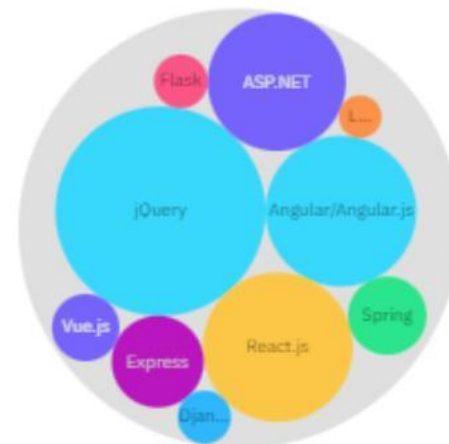 Flask
ASP.NET
L...
jQuery
Angular/Angular.js
Vue.js
Express
React.js
Spring
Djan...